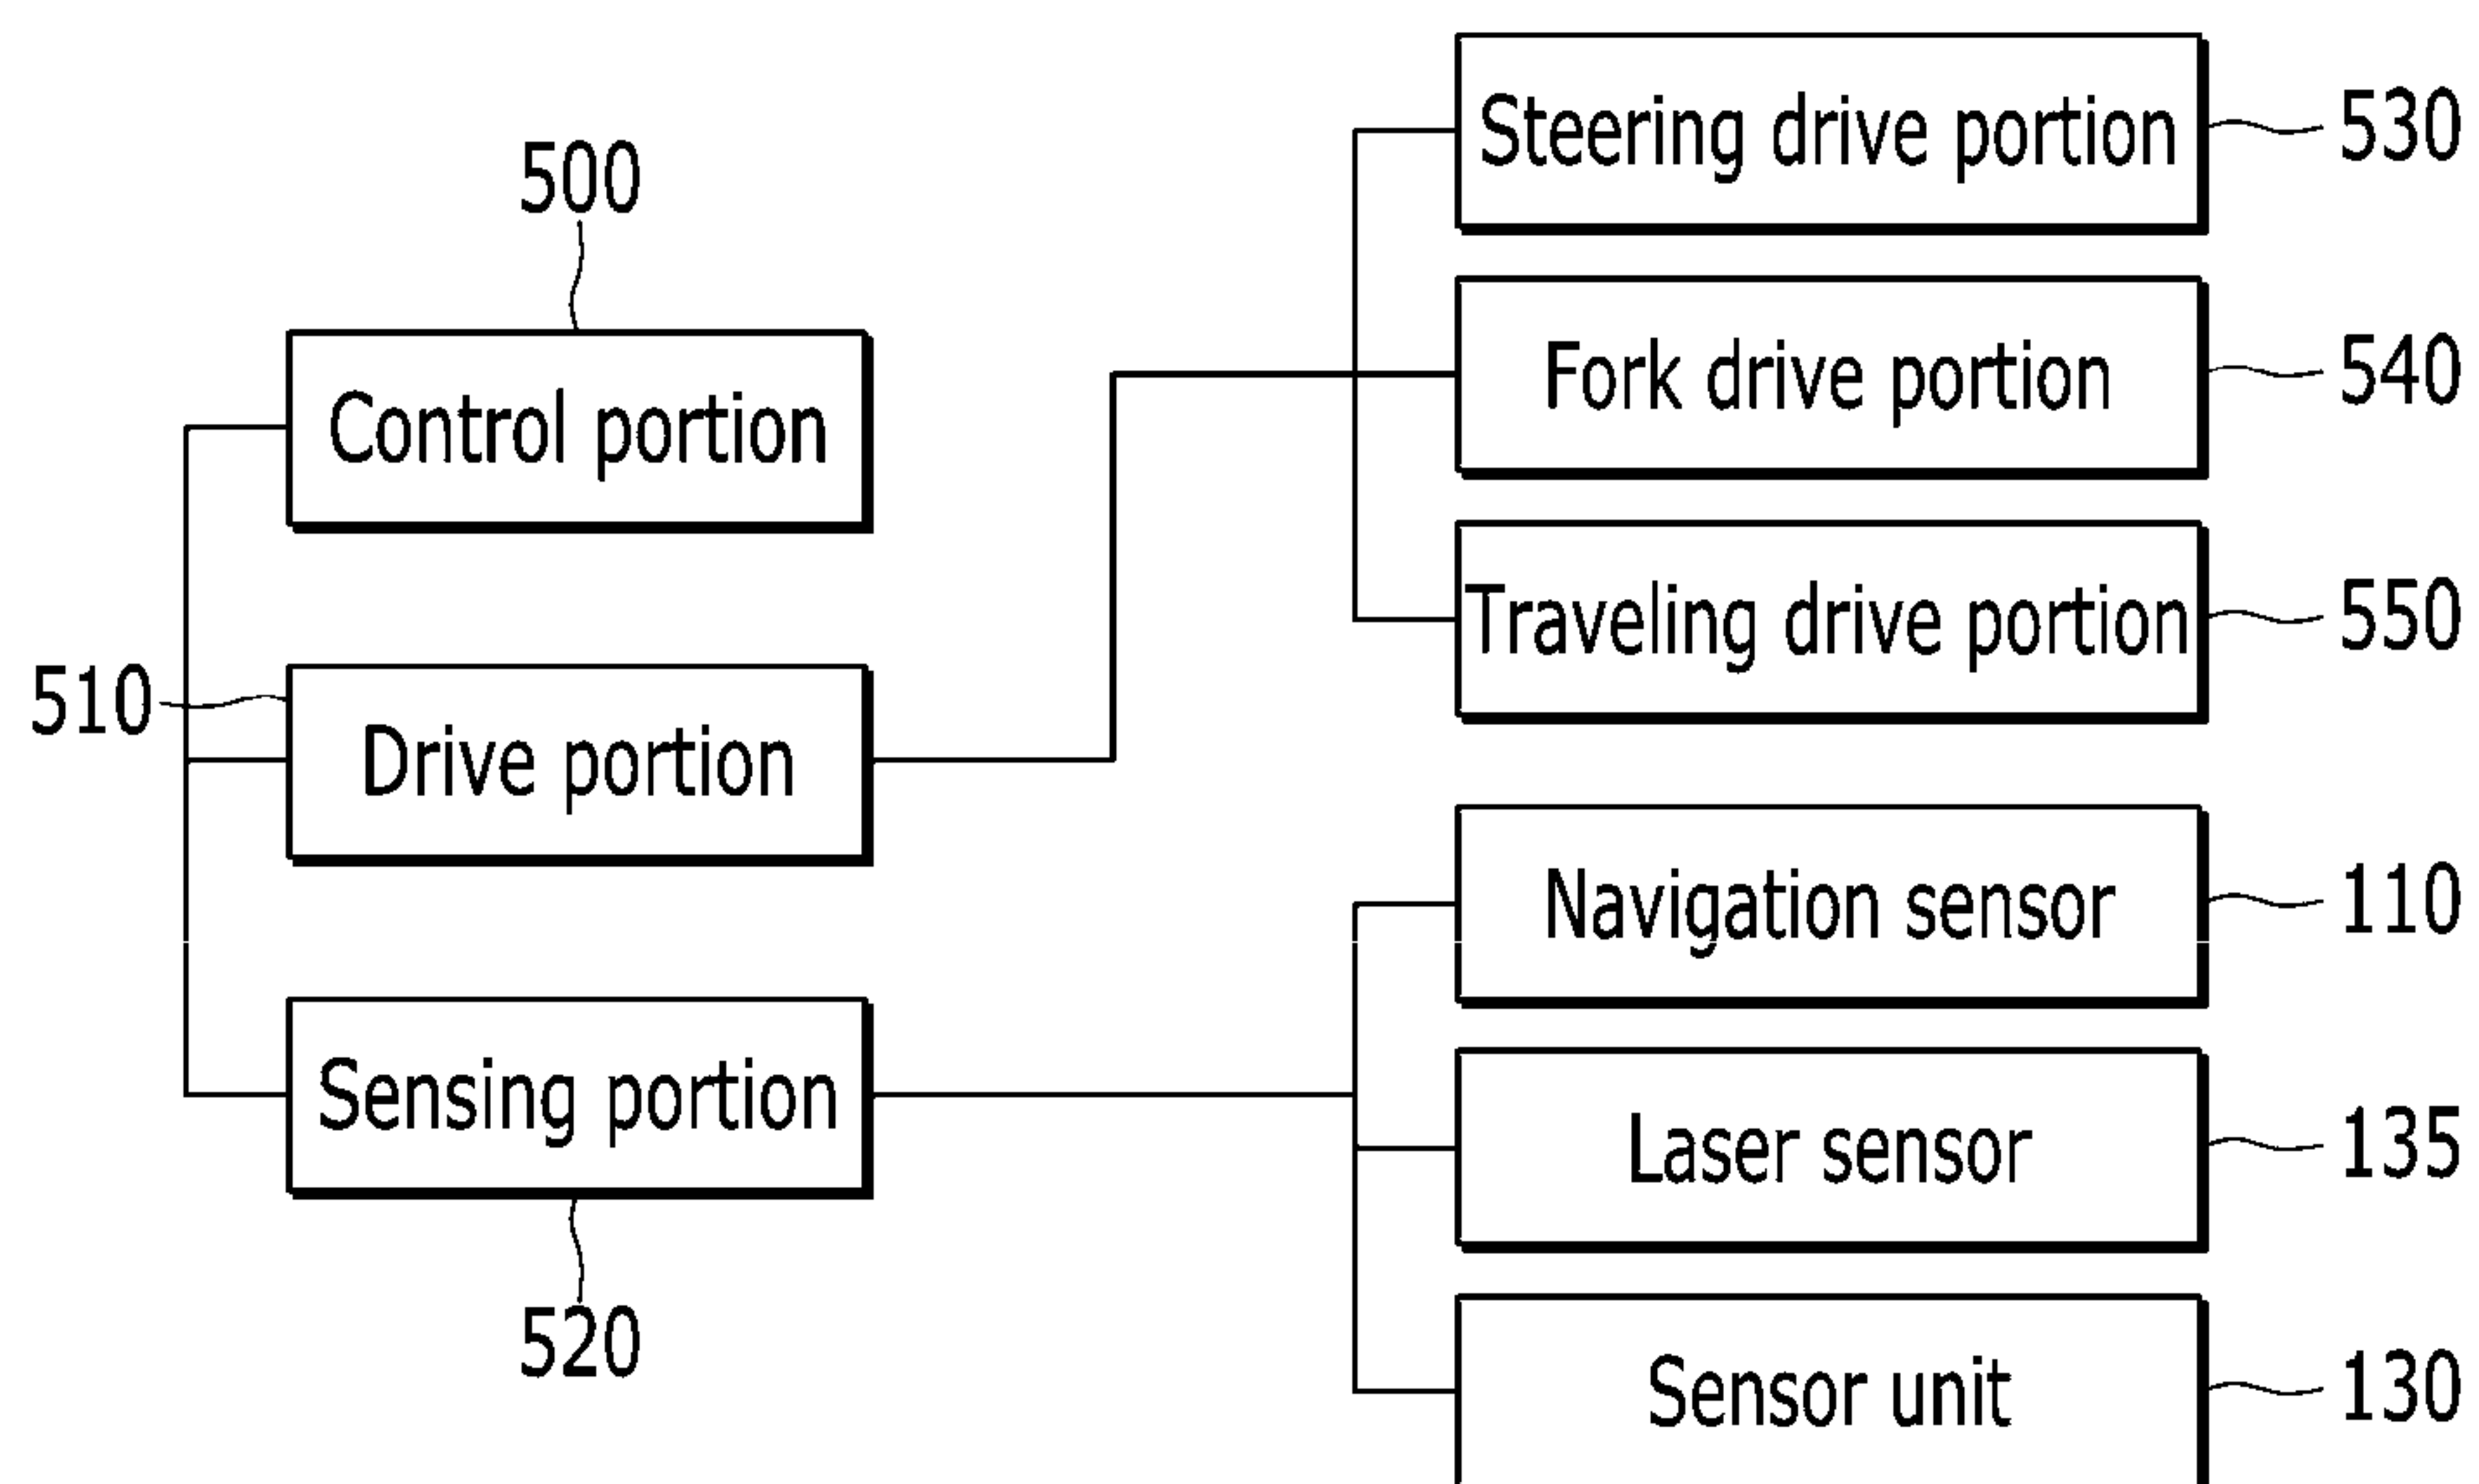 500
Control portion
510
Drive portion
Sensing portion
520
Steering drive portion
530
Fork drive portion
540
Traveling drive portion
550
Navigation sensor
110
Laser sensor
135
Sensor unit
130